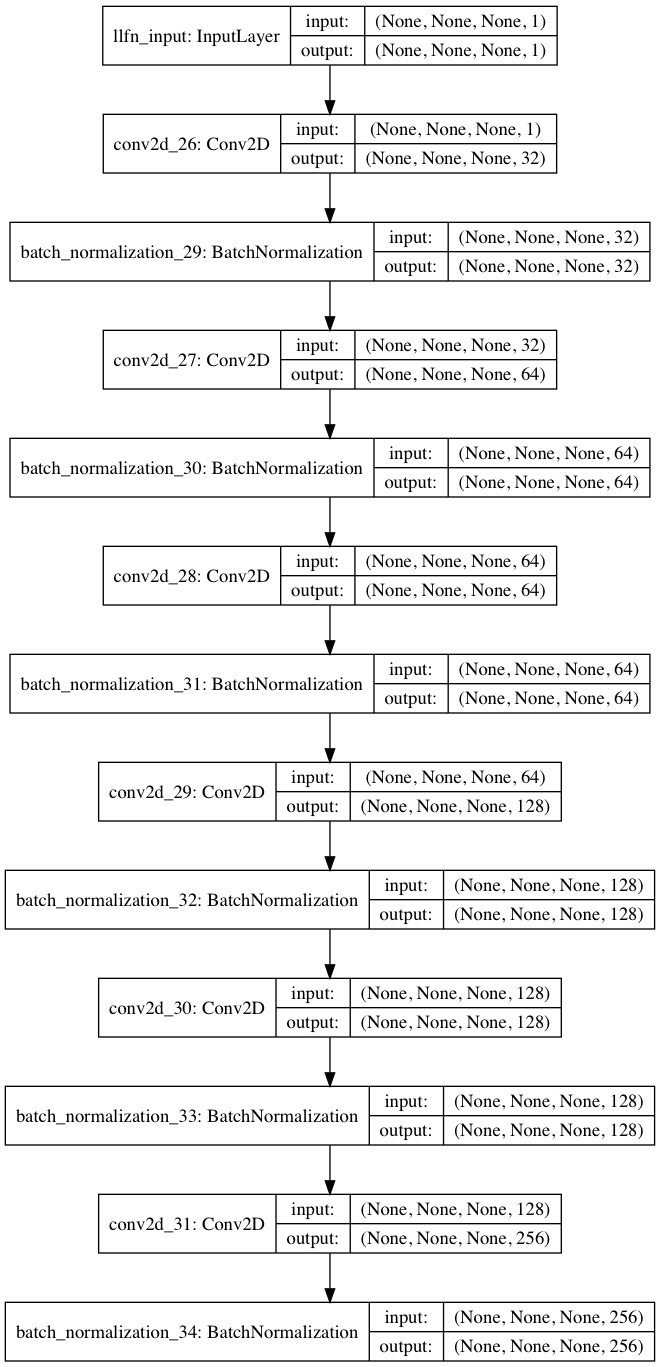 llfn_input: InputLayer
input: (None, None, None, 1)
output: (None, None, None, 1)
conv2d_26: Conv2D
input: (None, None, None, 1)
output: (None, None, None, 32)
batch_normalization_29: BatchNormalization
input: (None, None, None, 32)
output: (None, None, None, 32)
conv2d_27: Conv2D
input: (None, None, None, 32)
output: (None, None, None, 64)
batch_normalization_30: BatchNormalization
input: (None, None, None, 64)
output: (None, None, None, 64)
conv2d_28: Conv2D
input: (None, None, None, 64)
output: (None, None, None, 64)
batch_normalization_31: BatchNormalization
input: (None, None, None, 64)
output: (None, None, None, 64)
conv2d_29: Conv2D
input: (None, None, None, 64)
output: (None, None, None, 128)
batch_normalization_32: BatchNormalization
input: (None, None, None, 128)
output: (None, None, None, 128)
conv2d_30: Conv2D
input: (None, None, None, 128)
output: (None, None, None, 128)
batch_normalization_33: BatchNormalization
input: (None, None, None, 128)
output: (None, None, None, 128)
conv2d_31: Conv2D
input: (None, None, None, 128)
output: (None, None, None, 256)
batch_normalization_34: BatchNormalization
input: (None, None, None, 256)
output: (None, None, None, 256)